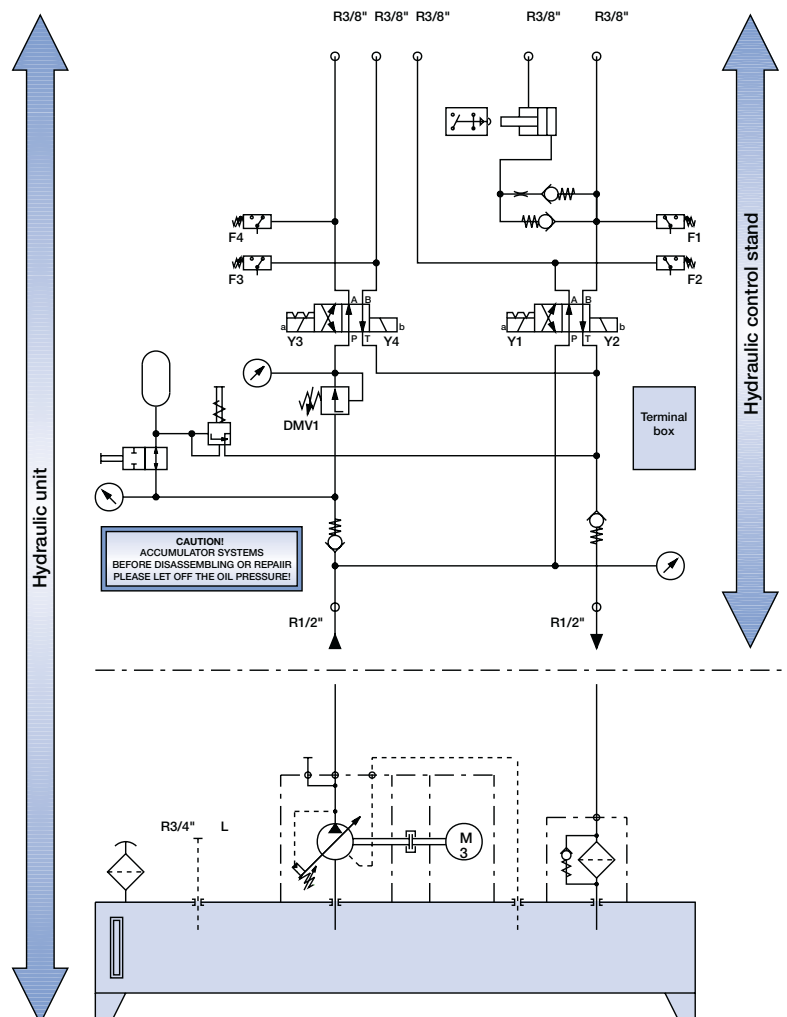 R3/8" R3/8" R3/8" R3/8" R3/8"
F4
F1
F3
F2
A B
A B
a b
a b
Y3 P T Y4
Y1 P T Y2
DMV1
Terminal
box
Hydraulic control stand
Hydraulic unit
CAUTION!
ACCUMULATOR SYSTEMS
BEFORE DISASSEMBLING OR REPAIIR
PLEASE LET OFF THE OIL PRESSURE!
R1/2" R1/2"
R3/4" L
M
3